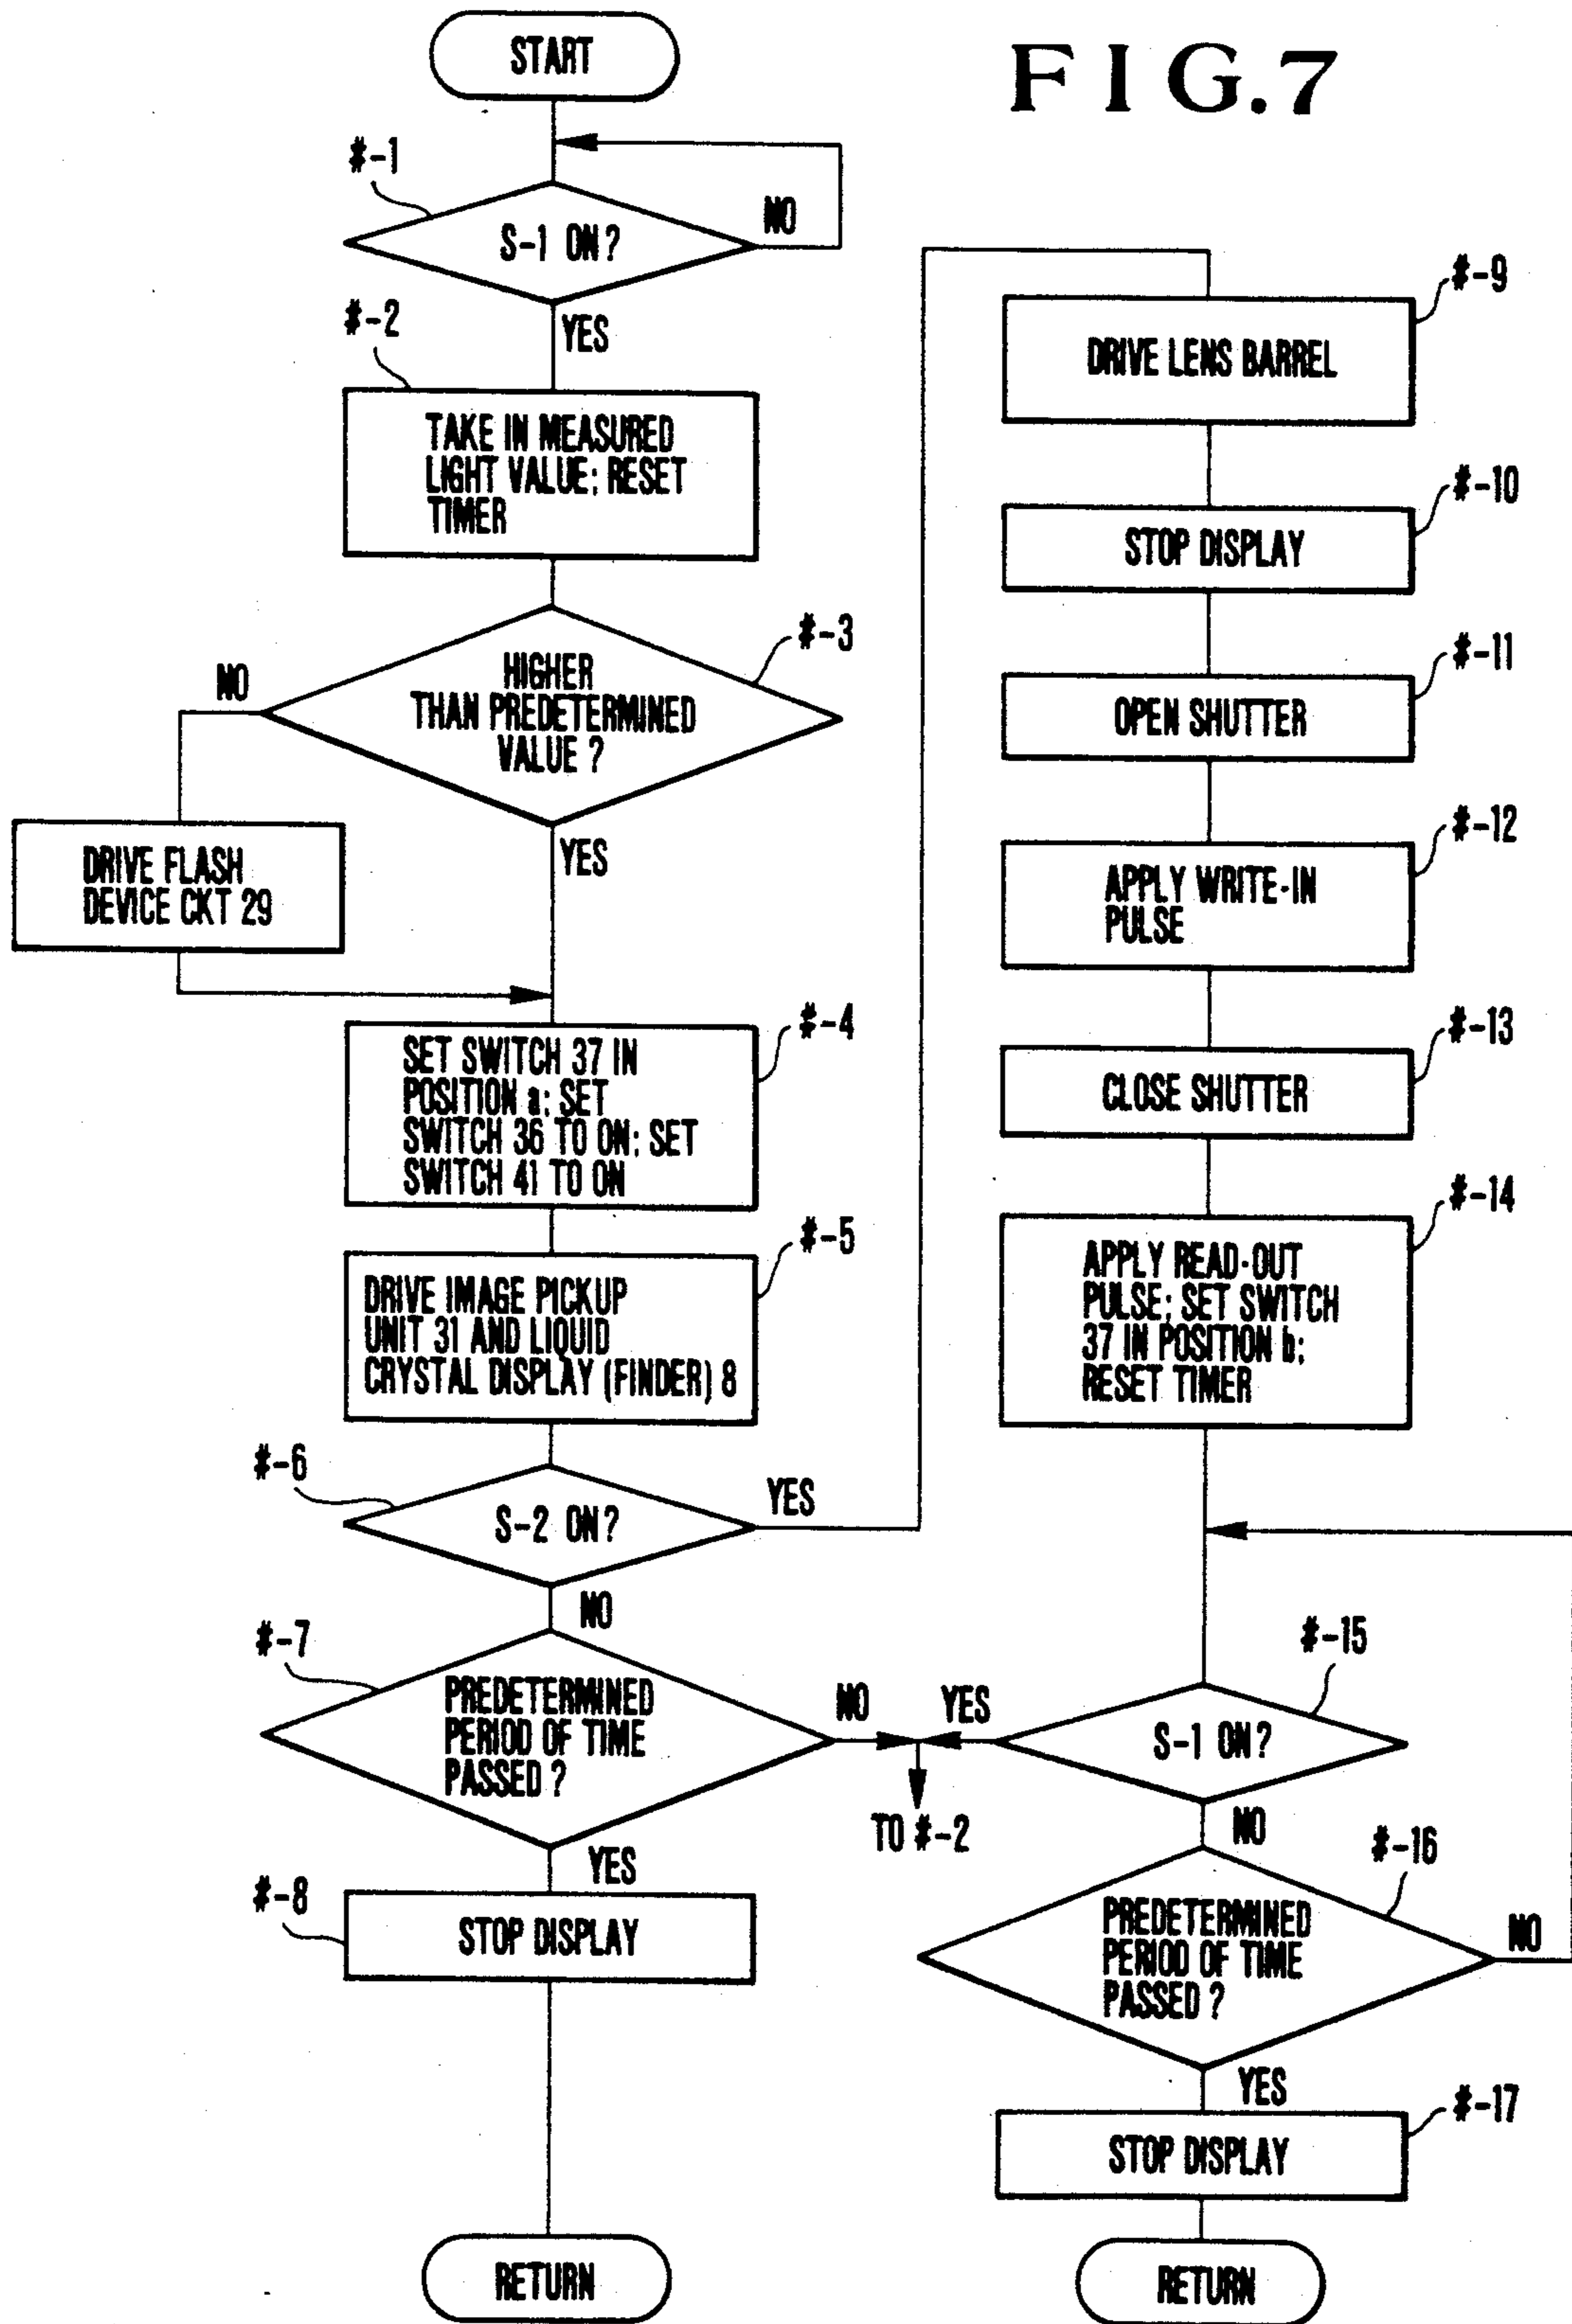 FIG.7
START
#-1
S-1 ON?
NO
YES
#-2
TAKE IN MEASURED
LIGHT VALUE; RESET
TIMER
#-3
HIGHER
THAN PREDETERMINED
VALUE ?
NO
YES
DRIVE FLASH
DEVICE CKT 29
#-4
SET SWITCH 37 IN
POSITION a; SET
SWITCH 36 TO ON; SET
SWITCH 41 TO ON
#-5
DRIVE IMAGE PICKUP
UNIT 31 AND LIQUID
CRYSTAL DISPLAY (FINDER) 8
#-6
S-2 ON?
YES
NO
#-7
PREDETERMINED
PERIOD OF TIME
PASSED ?
NO
YES
#-8
STOP DISPLAY
RETURN
#-9
DRIVE LENS BARREL
#-10
STOP DISPLAY
#-11
OPEN SHUTTER
#-12
APPLY WRITE-IN
PULSE
#-13
CLOSE SHUTTER
#-14
APPLY READ-OUT
PULSE; SET SWITCH
37 IN POSITION b;
RESET TIMER
#-15
S-1 ON?
YES
TO #-2
NO
#-16
PREDETERMINED
PERIOD OF TIME
PASSED ?
NO
YES
#-17
STOP DISPLAY
RETURN